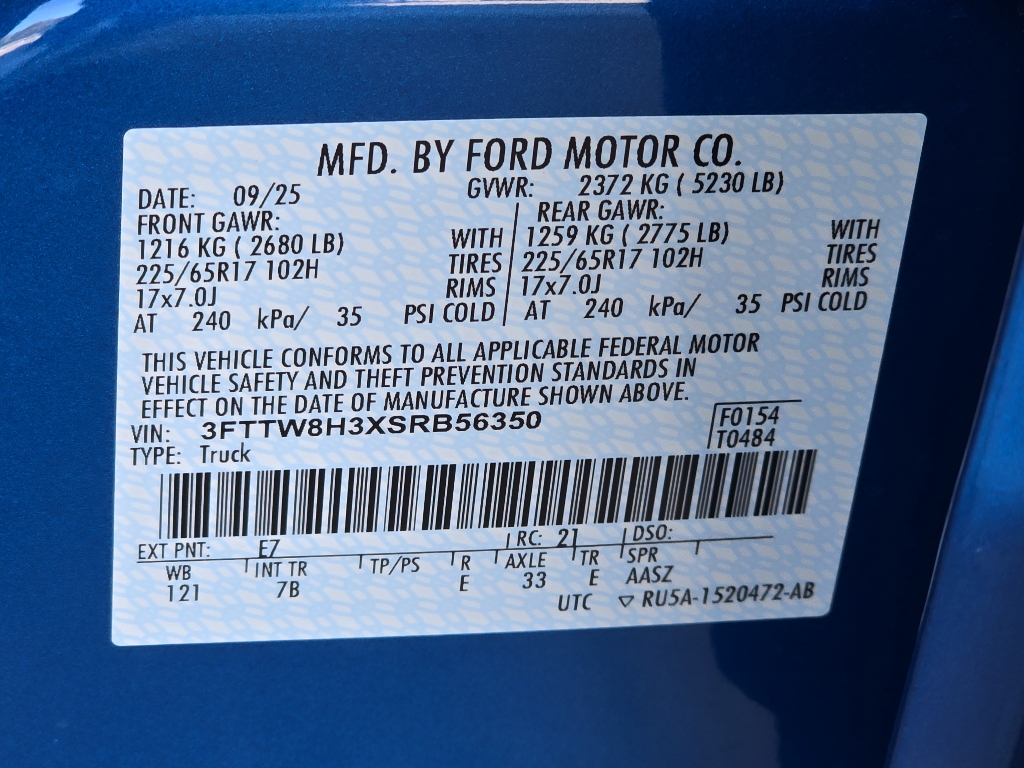 MFD. BY FORD MOTOR CO.
DATE: 09/25 GVWR: 2372 KG ( 5230 LB)
FRONT GAWR: REAR GAWR:
1216 KG ( 2680 LB) WITH 1259 KG ( 2775 LB) WITH
225/65R17 102H TIRES 225/65R17 102H TIRES
17x7.0J RIMS 17x7.0J RIMS
AT 240 kPa/ 35 PSI COLD AT 240 kPa/ 35 PSI COLD
THIS VEHICLE CONFORMS TO ALL APPLICABLE FEDERAL MOTOR
VEHICLE SAFETY AND THEFT PREVENTION STANDARDS IN
EFFECT ON THE DATE OF MANUFACTURE SHOWN ABOVE.
VIN: 3FTTW8H3XSRB56350 F0154
TYPE: Truck T0484
EXT PNT: E7 RC: 21 DSO:
WB INT TR TP/PS R AXLE TR SPR
121 7B E 33 E AASZ
UTC ▽ RU5A-1520472-AB